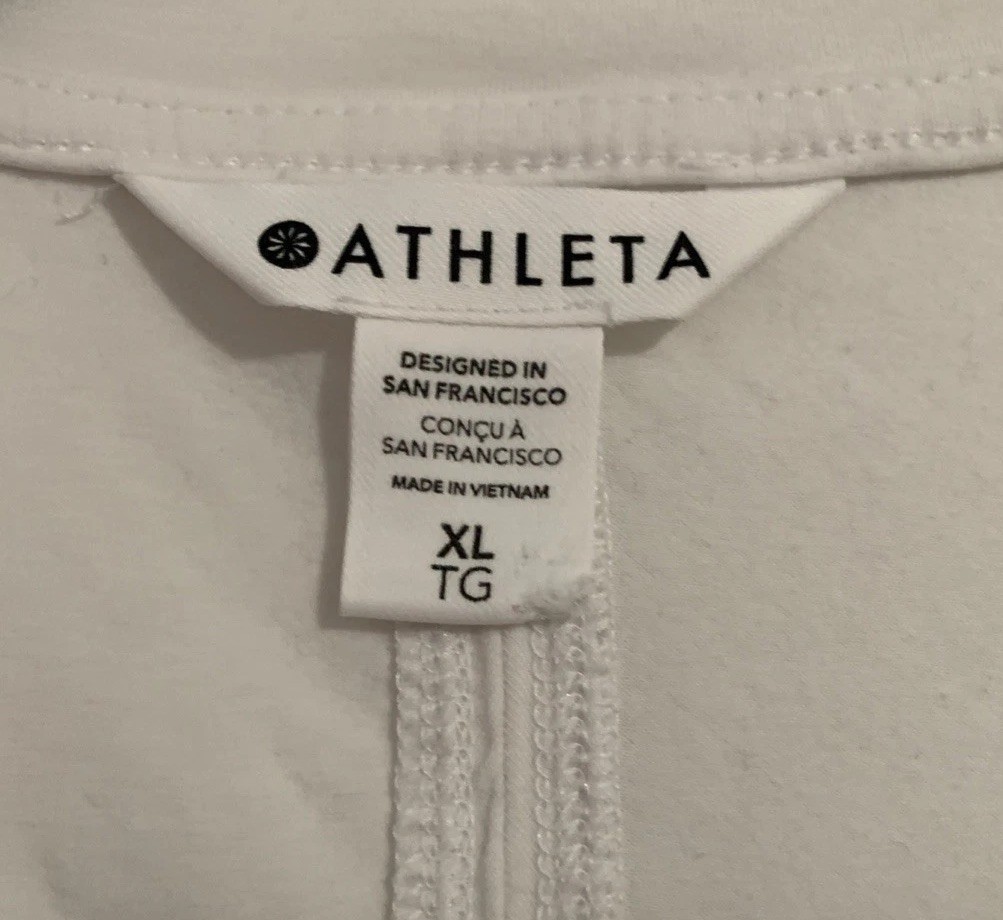 ATHLETA
DESIGNED IN
SAN FRANCISCO
CONÇU À
SAN FRANCISCO
MADE IN VIETNAM
XL
TG